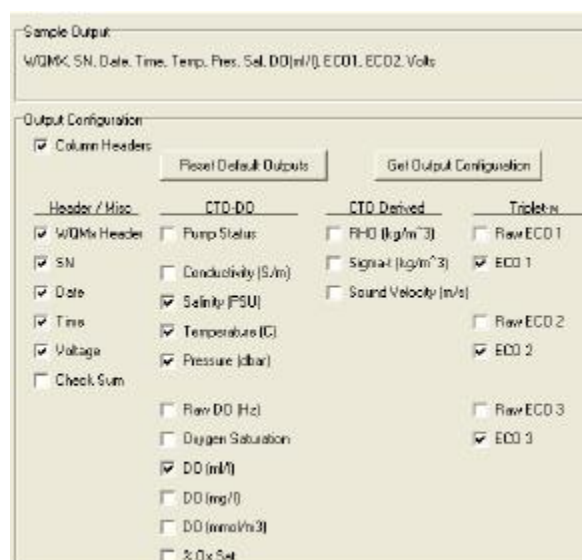 Sample Output
WQMX, SN, Date, Time, Temp, Pres, Sal, DO(ml/l), ECO1, ECO2, Volts
Output Configuration
Column Headers
Reset Default Outputs
Get Output Configuration
Header / Misc
WQMx Header
SN
Date
Time
Voltage
Check Sum
CTD-DO
Pump Status
Conductivity (S/m)
Salinity (PSU)
Temperature (C)
Pressure (dbar)
Raw DO (Hz)
Oxygen Saturation
DO (ml/l)
DO (mg/l)
DO (mmol/m3)
% Ox Sat
CTD Derived
RHO (kg/m^3)
Sigma-t (kg/m^3)
Sound Velocity (m/s)
Triplet-w
Raw ECO 1
ECO 1
Raw ECO 2
ECO 2
Raw ECO 3
ECO 3